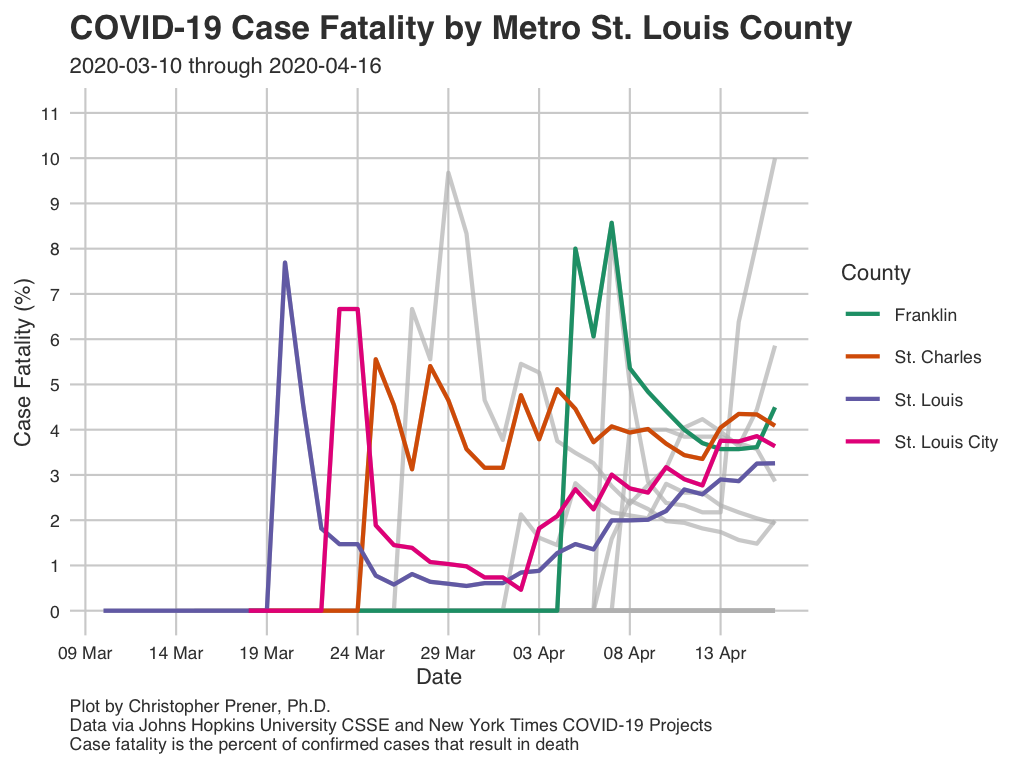 COVID-19 Case Fatality by Metro St. Louis County
2020-03-10 through 2020-04-16
11
10
9
8
7
6
5
4
3
2
1
0
Case Fatality (%)
09 Mar
14 Mar
19 Mar
24 Mar
29 Mar
03 Apr
08 Apr
13 Apr
Date
County
Franklin
St. Charles
St. Louis
St. Louis City
Plot by Christopher Prener, Ph.D.
Data via Johns Hopkins University CSSE and New York Times COVID-19 Projects
Case fatality is the percent of confirmed cases that result in death